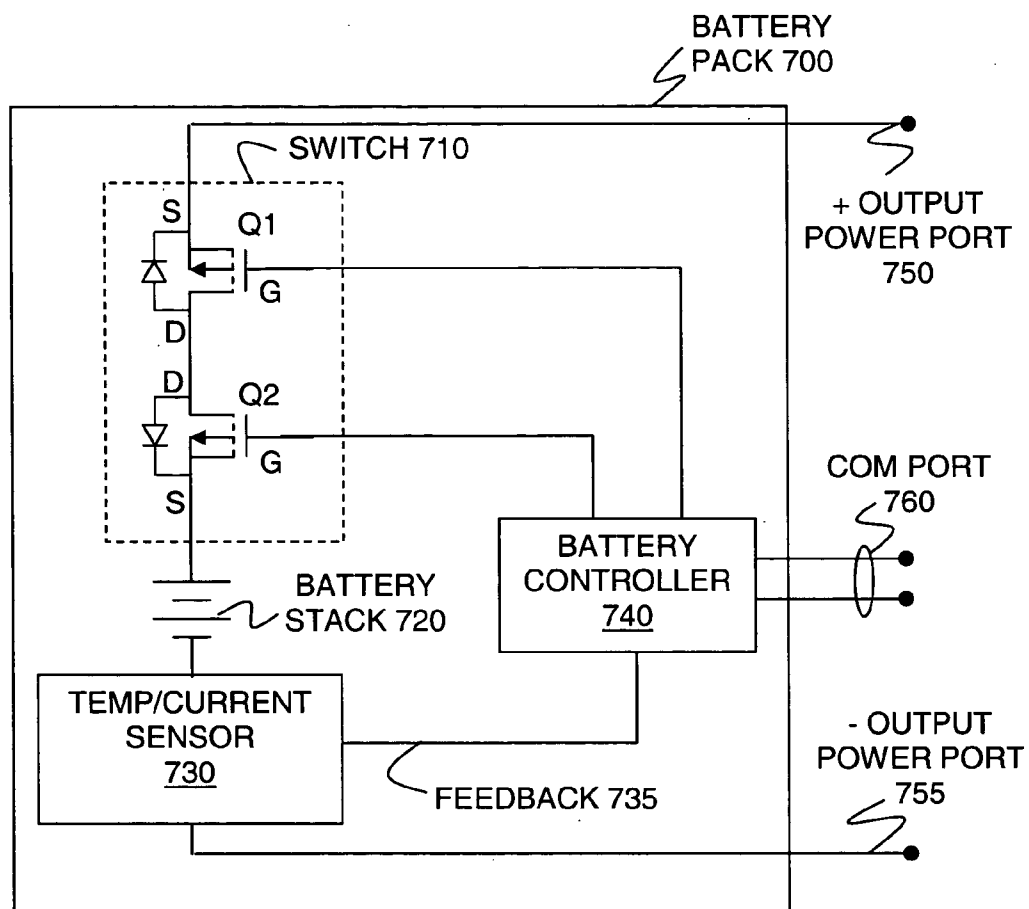 BATTERY
PACK 700
SWITCH 710
S
Q1
G
D
D
Q2
G
S
+ OUTPUT
POWER PORT
750
COM PORT
760
BATTERY
CONTROLLER
740
BATTERY
STACK 720
TEMP/CURRENT
SENSOR
730
FEEDBACK 735
- OUTPUT
POWER PORT
755